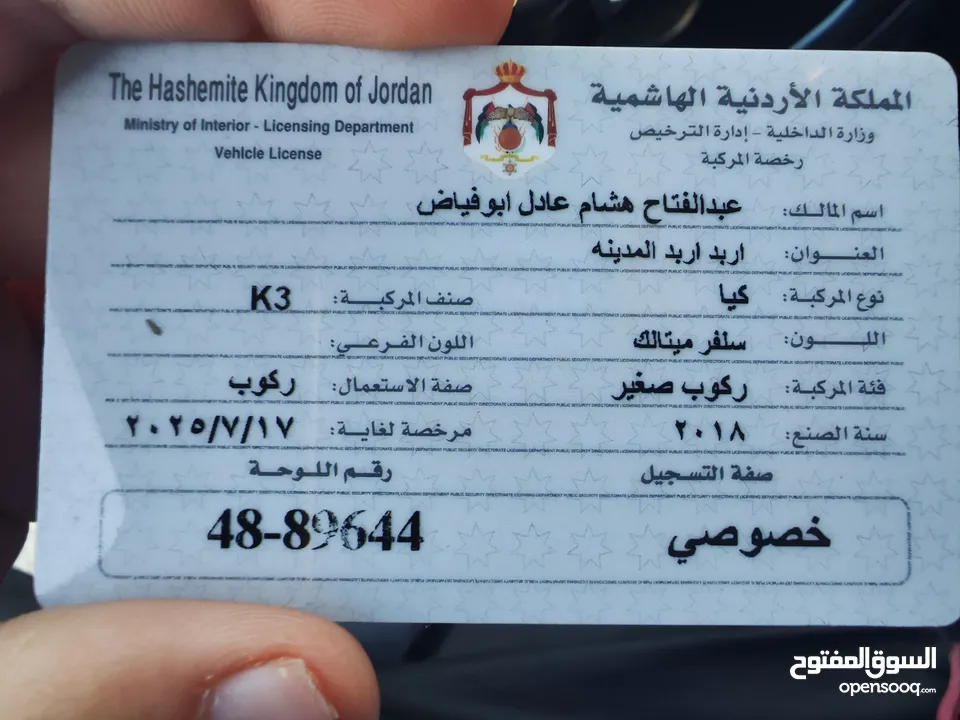 The Hashemite Kingdom of Jordan
Ministry of Interior - Licensing Department
Vehicle License
المملكة الأردنية الهاشمية
وزارة الداخلية - إدارة الترخيص
رخصة المركبة
اسم المالك: عبدالفتاح هشام عادل ابوفياض
العنوان: اربد اربد المدينه
نوع المركبة: كيا صنف المركبة: K3
اللون: سلفر ميتالك اللون الفرعي:
فئة المركبة: ركوب صغير صفة الاستعمال: ركوب
سنة الصنع: ٢٠١٨ مرخصة لغاية: ٢٠٢٥/٧/١٧
صفة التسجيل رقم اللوحة
خصوصي 48-89644
السوق المفتوح
opensooq.com